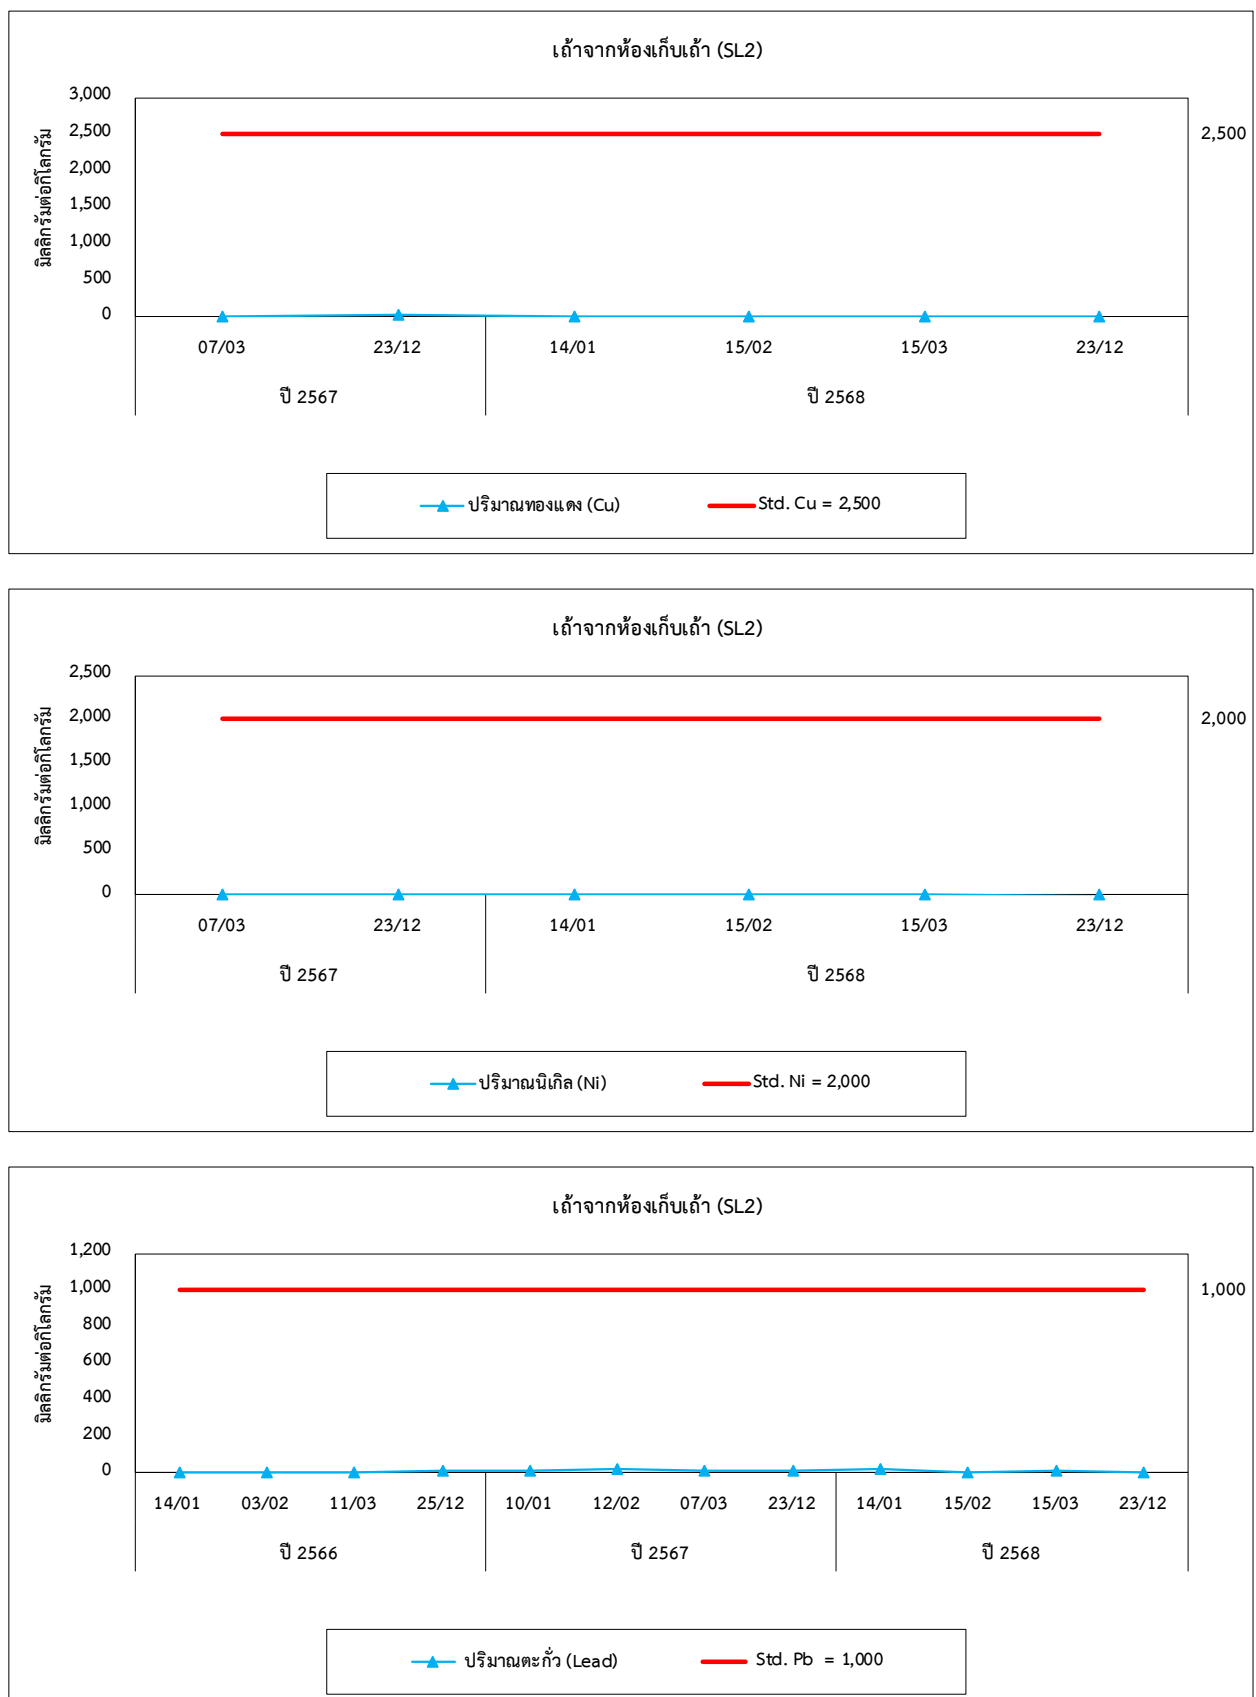 เถ้าจากห้องเก็บเถ้า (SL2)
มิลลิกรัมต่อกิโลกรัม
3,000
2,500
2,000
1,500
1,000
500
0
2,500
07/03 23/12 14/01 15/02 15/03 23/12
ปี 2567 ปี 2568
ปริมาณทองแดง (Cu) Std. Cu = 2,500
เถ้าจากห้องเก็บเถ้า (SL2)
มิลลิกรัมต่อกิโลกรัม
2,500
2,000
1,500
1,000
500
0
2,000
07/03 23/12 14/01 15/02 15/03 23/12
ปี 2567 ปี 2568
ปริมาณนิเกิล (Ni) Std. Ni = 2,000
เถ้าจากห้องเก็บเถ้า (SL2)
มิลลิกรัมต่อกิโลกรัม
1,200
1,000
800
600
400
200
0
1,000
14/01 03/02 11/03 25/12 10/01 12/02 07/03 23/12 14/01 15/02 15/03 23/12
ปี 2566 ปี 2567 ปี 2568
ปริมาณตะกั่ว (Lead) Std. Pb = 1,000